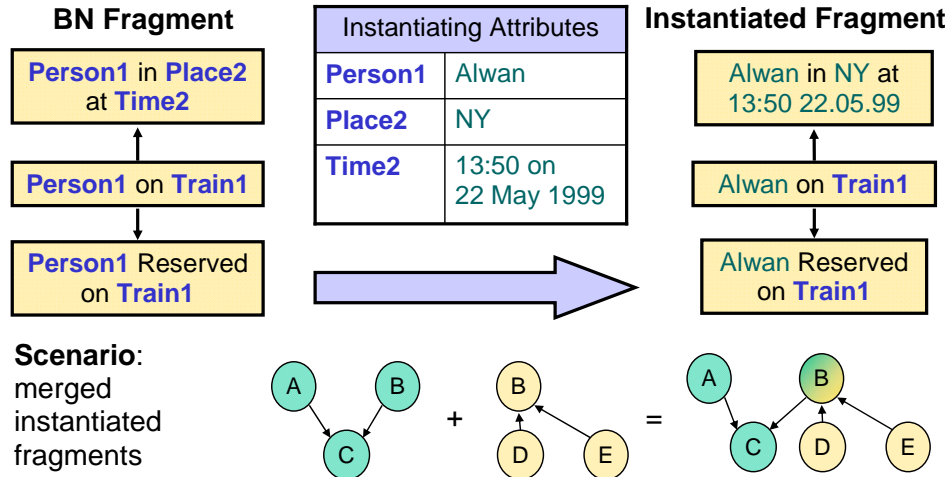 BN Fragment
Person1 in Place2
at Time2
Person1 on Train1
Person1 Reserved
on Train1
Instantiating Attributes
Person1 Alwan
Place2 NY
Time2 13:50 on
22 May 1999
Instantiated Fragment
Alwan in NY at
13:50 22.05.99
Alwan on Train1
Alwan Reserved
on Train1
Scenario:
merged
instantiated
fragments
A B
C
+
B
D E
=
A B
C D E